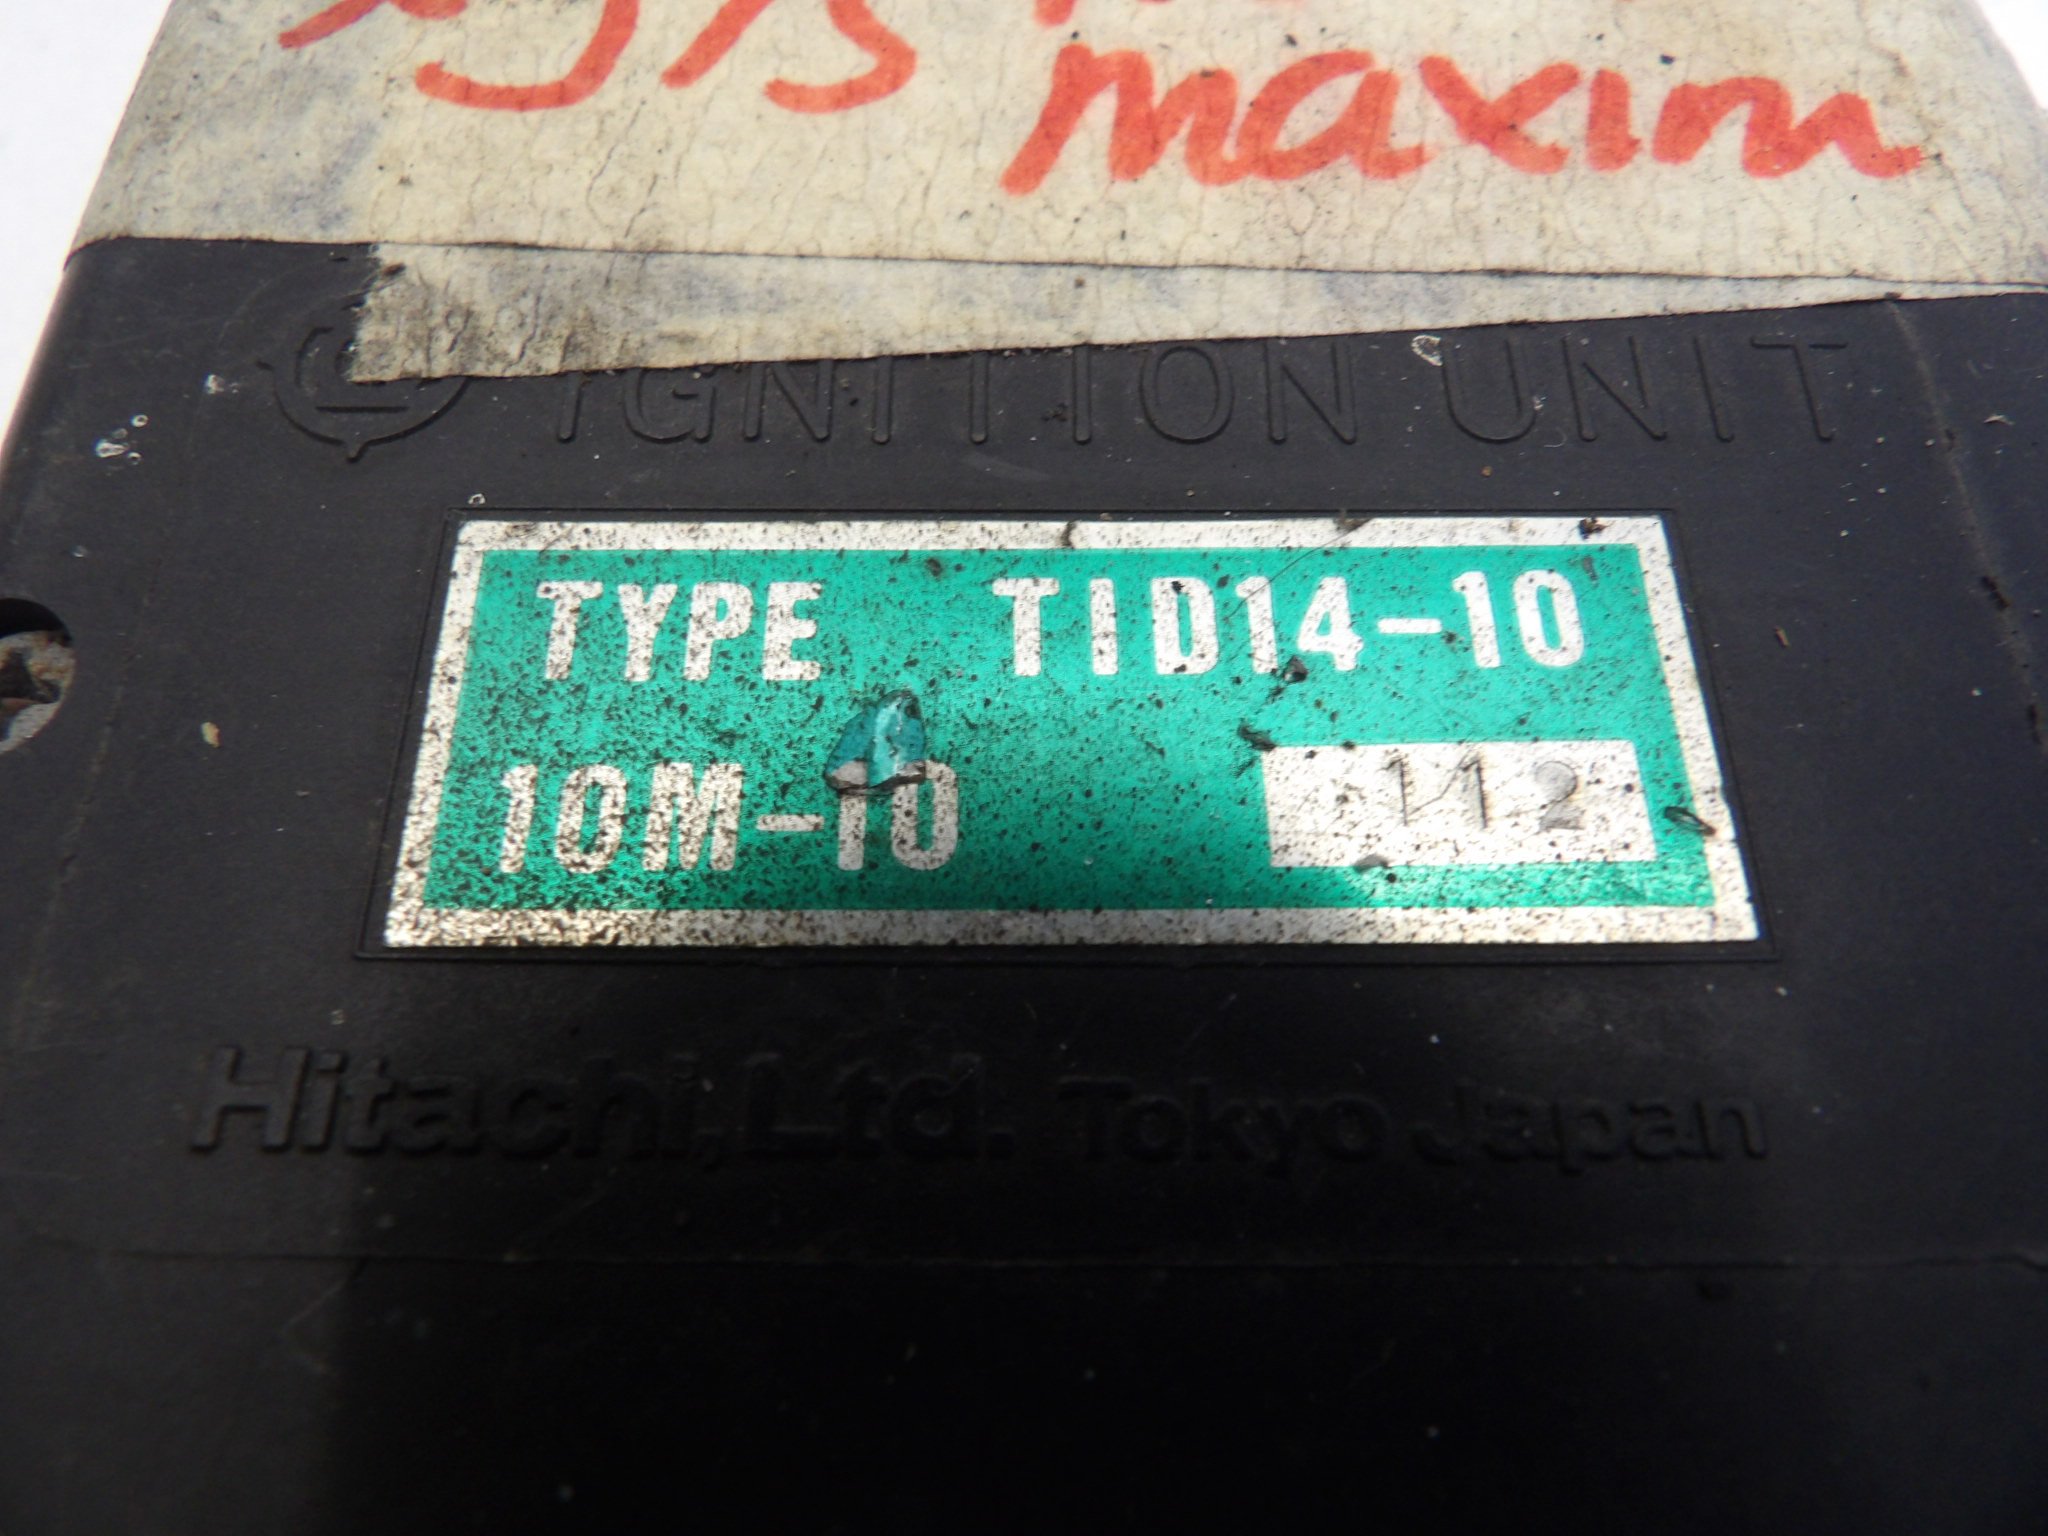 maxim
IGNITION UNIT
TYPE TID14-10
10M-10 112
Hitachi, Ltd. Tokyo Japan